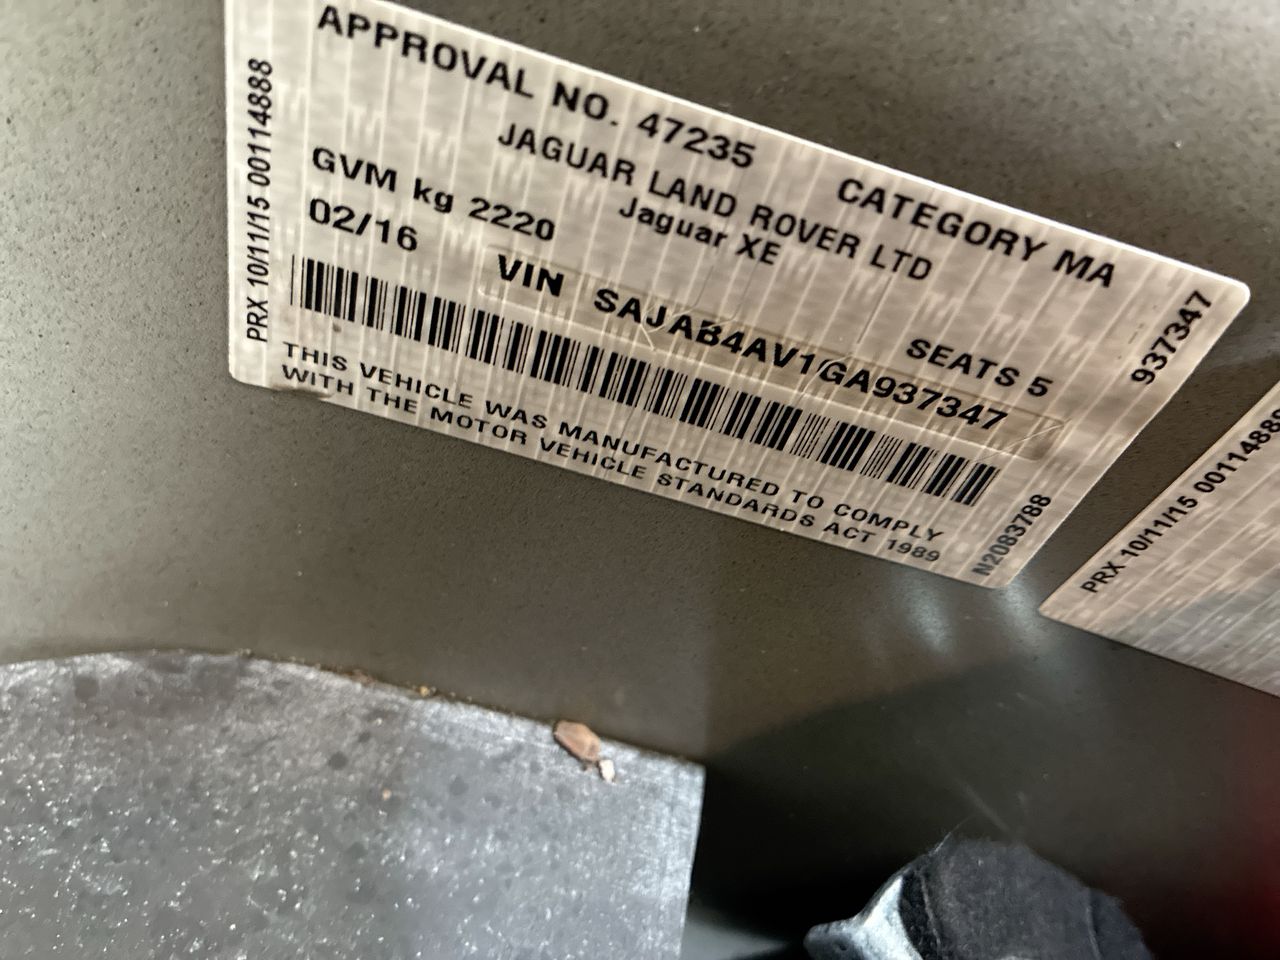 APPROVAL NO. 47235 CATEGORY MA
JAGUAR LAND ROVER LTD
GVM kg 2220 Jaguar XE
02/16 SEATS 5
VIN SAJAB4AV1GA937347
THIS VEHICLE WAS MANUFACTURED TO COMPLY
WITH THE MOTOR VEHICLE STANDARDS ACT 1989
PRX 10/11/15 00114888
937347
N2083788
PRX 10/11/15 00114888